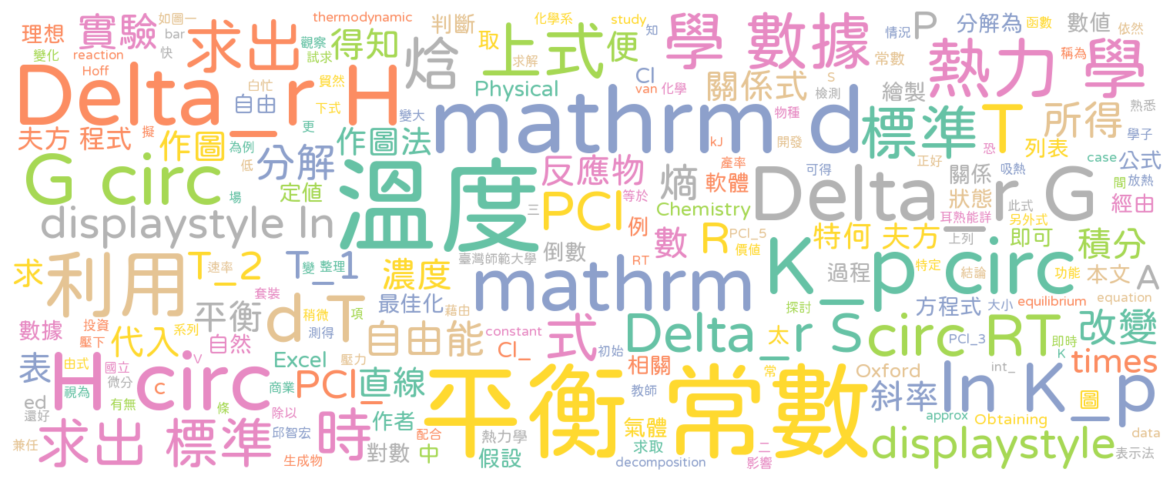 如圖一 thermodynamic 化學系 study 情況 函數
理想 bar 快 實驗 求出 觀察 得知 判斷 取 上式 便 知 學 數據 P 分解為 數值 依然
變化 reaction 試求 求解 常數 熱力 學 稱為
Hoff 焓 Cl van 化學 關係式 S 檢測 繪製 熟悉
Delta_r H 白忙 貿然 自由 Physical mathrm d 物種 標準 T 所得
夫方 程式 擬 下式 更 變大 作圖 作圖法 kJ 開發 恐 列表 學子
G circ 為例 低 分解 反應物 產率 軟體 可得 正好 吸熱 case 公式
場 定值 溫度 熵 等於 Delta_r G 關係 狀態 閻 放熱 經由
displaystyle ln 三 PCl 例 Chemistry 此式 耳熱能詳 另外式
求 T_2 速率 T_1 變 整理 臺灣師範大學 倒數 數 R PCl_5 價值 特何 夫方 即可 積分
利用 濃度 RT K_p circ 上列 過程 本文 A
套裝 d T 稍微 最佳化 藉由 mathrm 特定 結論 功能
數據 投資 壓下 平衡 項 測得 自由能 constant 式 Delta_r S 探討 方程式 大小 equilibrium equation 改變
代入 系列 自然 太 circ RT PCl_3 即時 K
表 由式 國立 V Excel 壓力 Cl_ 初始 相關 常 Oxford int_ times
H circ 微分 C 視為 商業 PCl_ 直線 平衡 常數 教師 斜率 ln K_p 圖
ed 有無 條 作者 approx Obtaining
還好 除以 邱智宏 配合 氣體 data
兼任 求出 標準 時 對數 中 熱力學 假設 求取 二 displaystyle
生成物 decomposition 影響 表示法